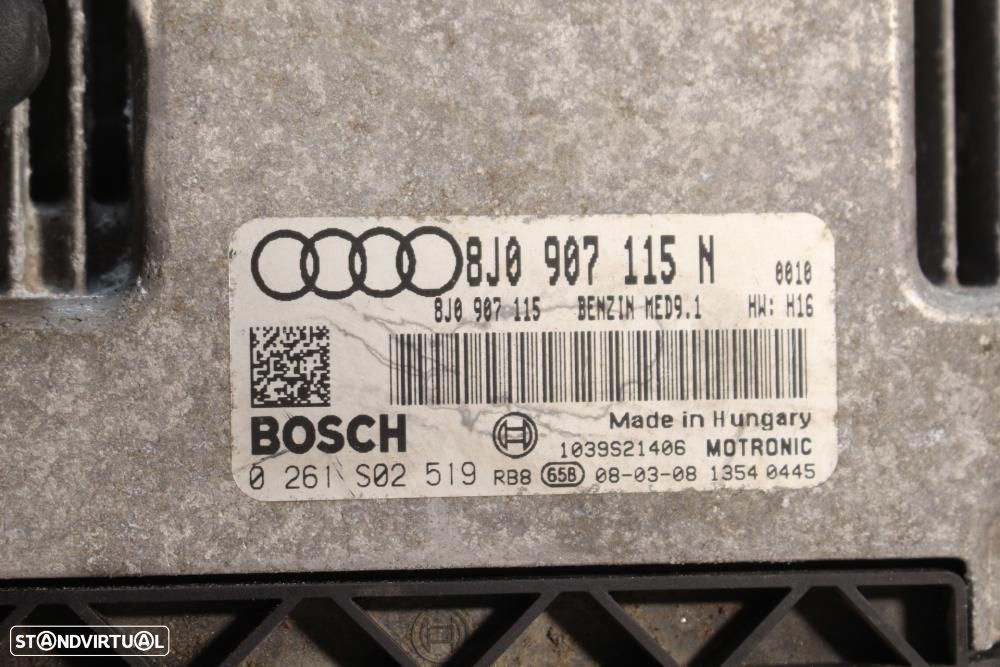 8J0 907 115 N 0010
8J0 907 115 BENZIN MED9.1 HW: H16
Made in Hungary
BOSCH 1039S21406 MOTRONIC
0 261 S02 519 RB8 65B 08-03-08 1354 0445
STANDVIRTUAL